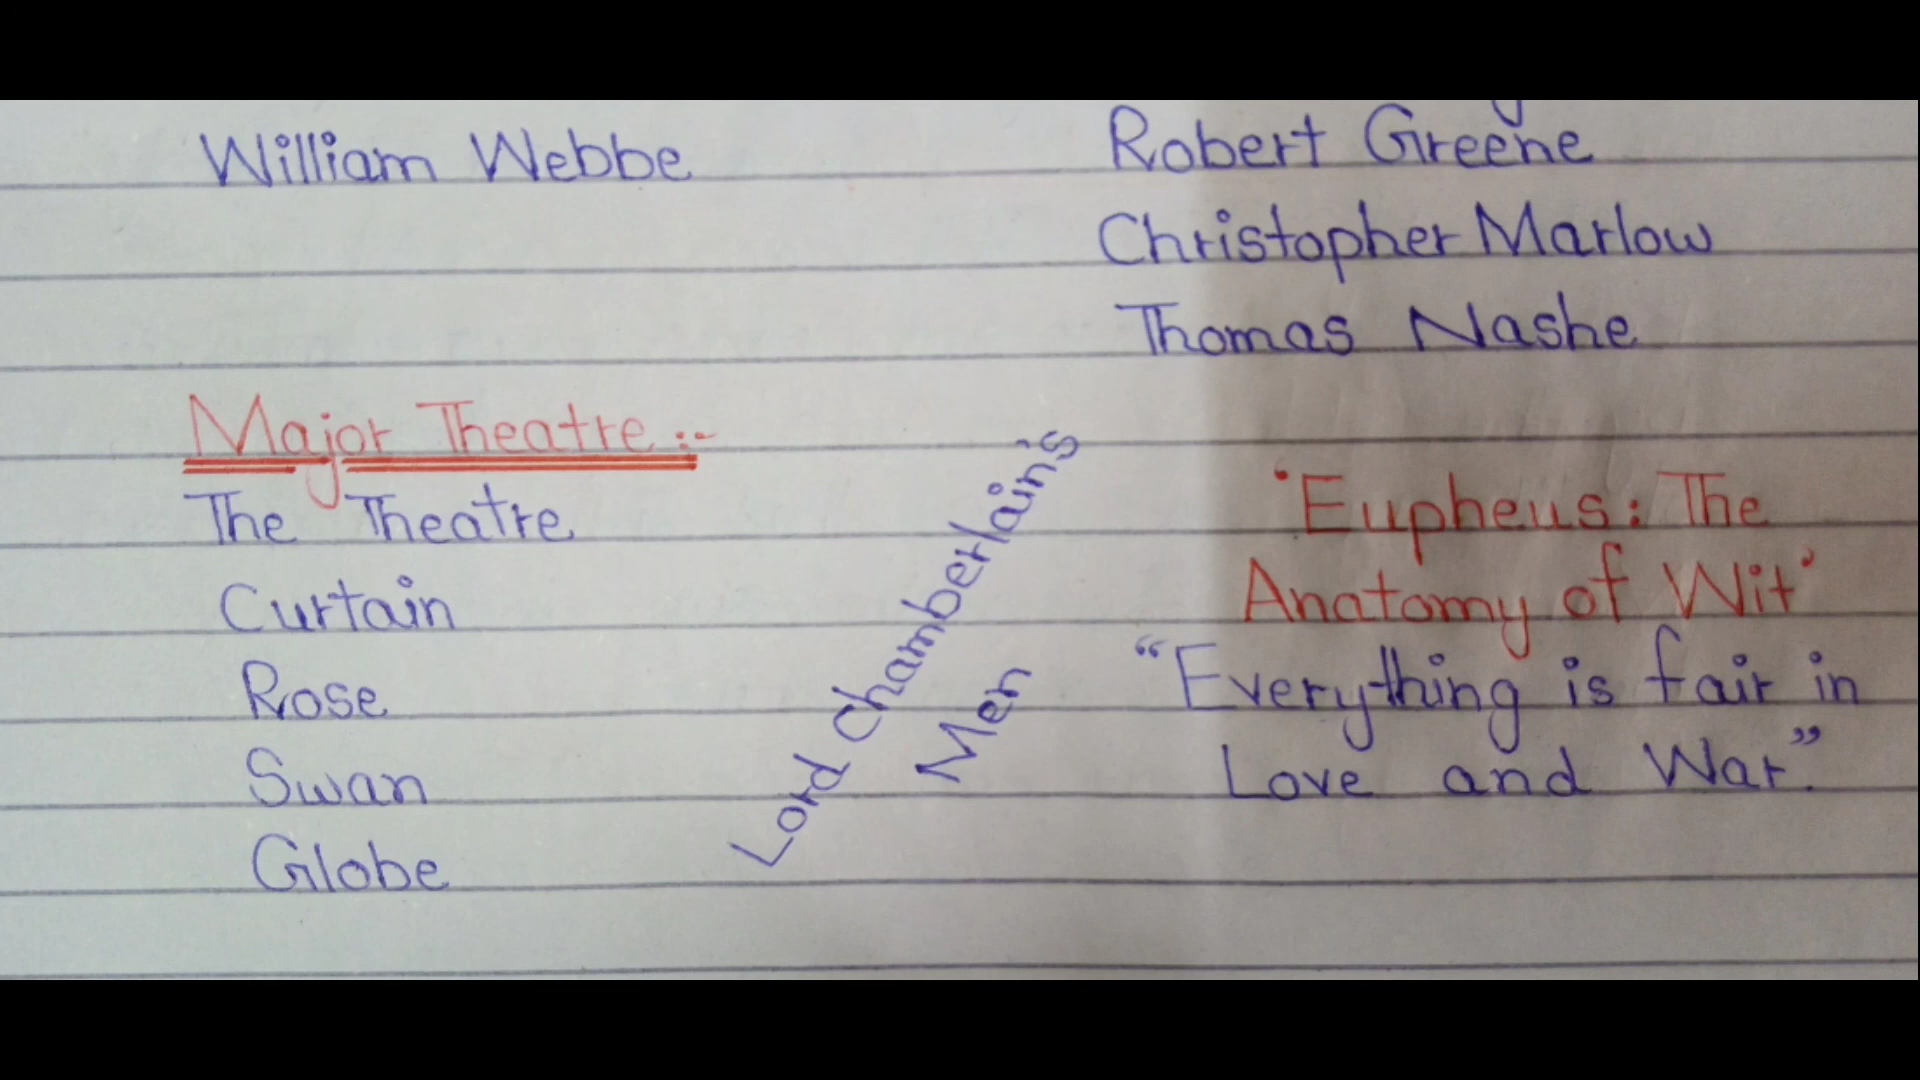 William Webbe
Robert Greene
Christopher Marlow
Thomas Nashe
Major Theatre :-
The Theatre
Curtain
Rose
Swan
Globe
Lord chamberlain's
Men
'Eupheus: The
Anatomy of Wit'
"Everything is fair in
Love and War."